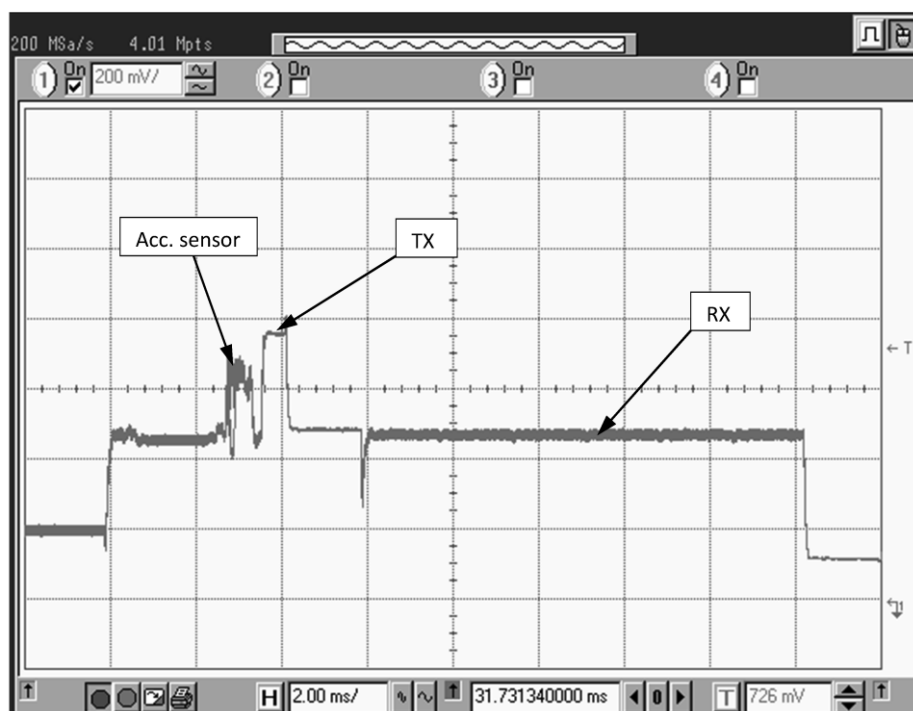 200 MSa/s 4.01 Mpts
1 On 200 mV/ 2 On 3 On 4 On
Acc. sensor
TX
RX
T
H 2.00 ms/ 31.731340000 ms 0 T 726 mV